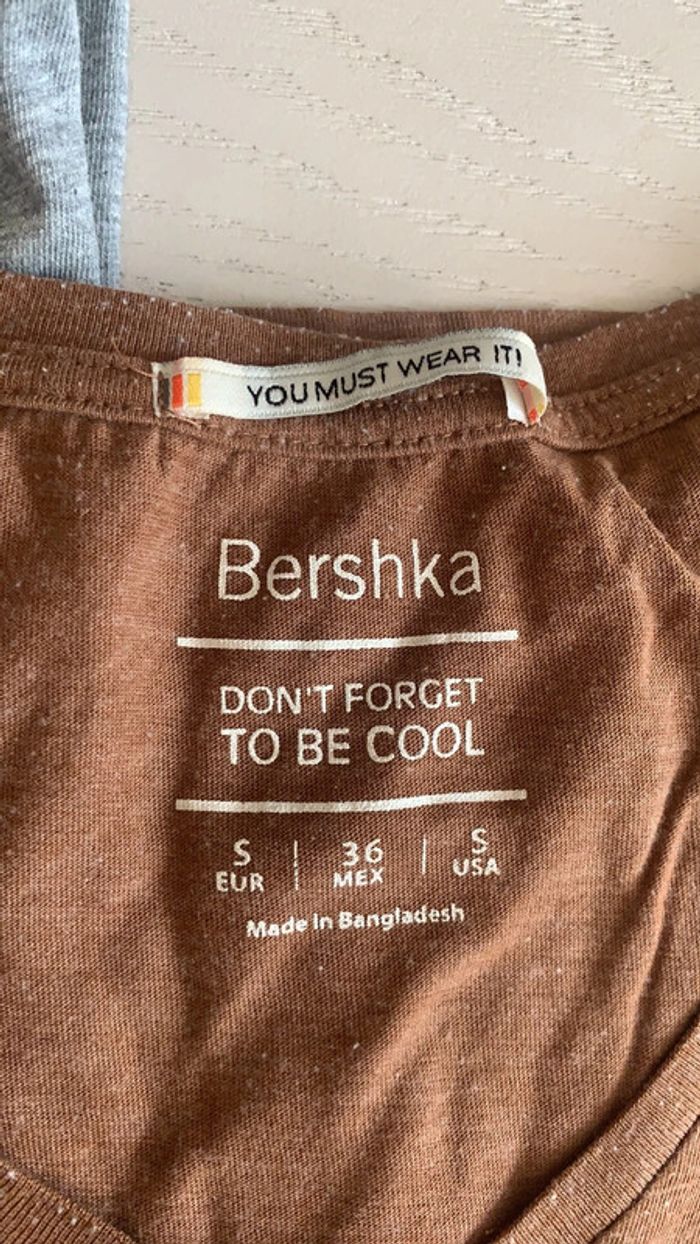 YOU MUST WEAR IT!
Bershka
DON'T FORGET
TO BE COOL
S | 36 | S
EUR MEX USA
Made in Bangladesh